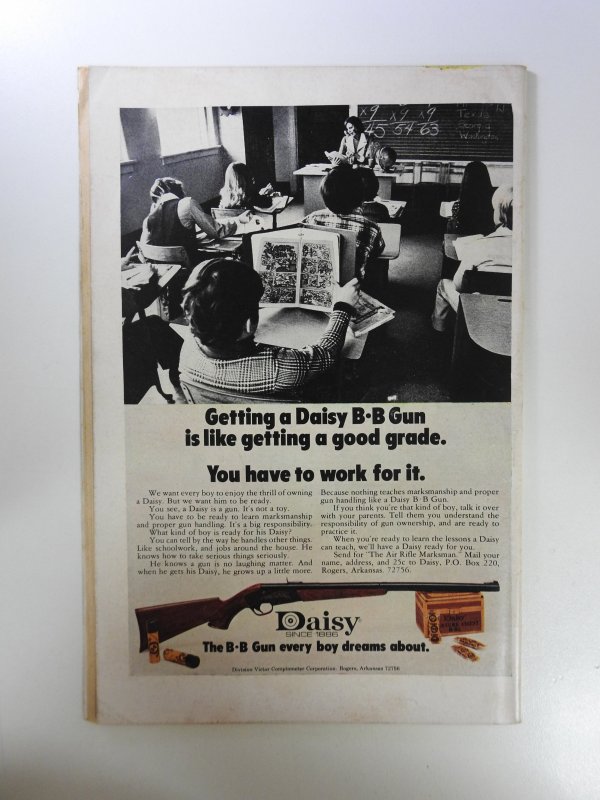 x9 x9 x9
45 54 63
Texas
Georgia
Washington
Getting a Daisy B·B Gun
is like getting a good grade.
You have to work for it.
We want every boy to enjoy the thrill of owning
a Daisy. But we want him to be ready.
You see, a Daisy is a gun. It's not a toy.
You have to be ready to learn marksmanship
and proper gun handling. It's a big responsibility.
What kind of boy is ready for his Daisy?
You can tell by the way he handles other things.
Like schoolwork, and jobs around the house. He
knows how to take serious things seriously.
He knows a gun is no laughing matter. And
when he gets his Daisy, he grows up a little more.
Because nothing teaches marksmanship and proper
gun handling like a Daisy B·B Gun.
If you think you're that kind of boy, talk it over
with your parents. Tell them you understand the
responsibility of gun ownership, and are ready to
practice it.
When you're ready to learn the lessons a Daisy
can teach, we'll have a Daisy ready for you.
Send for "The Air Rifle Marksman." Mail your
name, address, and 25c to Daisy, P.O. Box 220,
Rogers, Arkansas 72756.
Daisy
SINCE 1886
Daisy
The B·B Gun every boy dreams about.
Division Victor Comptometer Corporation, Rogers, Arkansas 72756